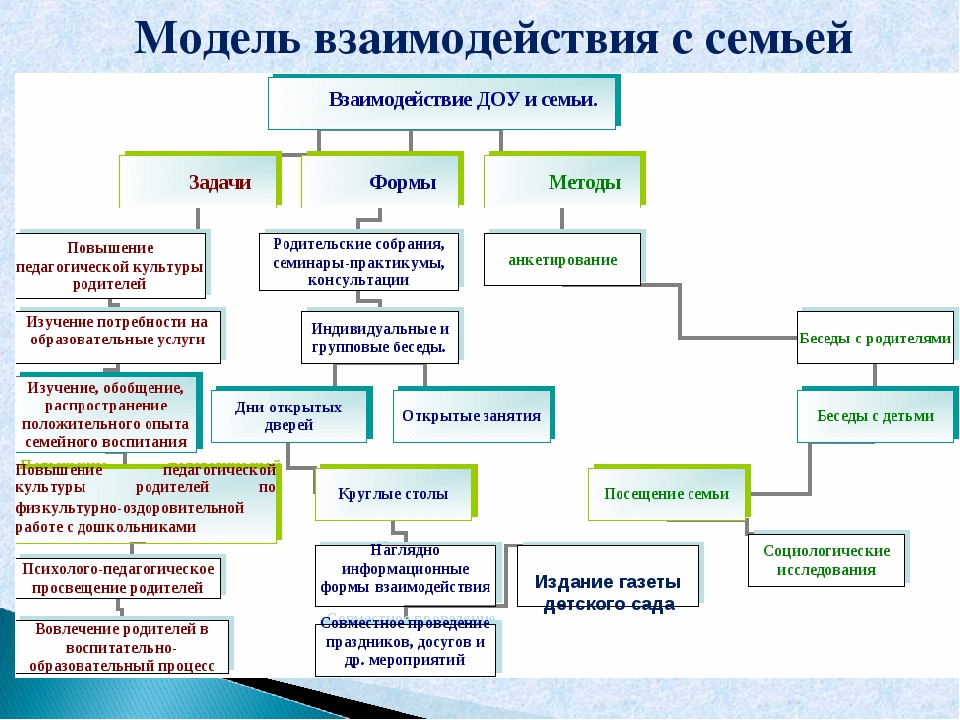 Модель взаимодействия с семьей
Взаимодействие ДОУ и семьи.
Задачи
Формы
Методы
Повышение
педагогической культуры
родителей
Родительские собрания,
семинары-практикумы,
консультации
анкетирование
Изучение потребности на
образовательные услуги
Индивидуальные и
групповые беседы.
Беседы с родителями
Изучение, обобщение,
распространение
положительного опыта
семейного воспитания
Дни открытых
дверей
Открытые занятия
Беседы с детьми
Повышение педагогической
культуры родителей по
физкультурно-оздоровительной
работе с дошкольниками
Круглые столы
Посещение семьи
Социологические
исследования
Психолого-педагогическое
просвещение родителей
Наглядно
информационные
формы взаимодействия
Издание газеты
детского сада
Вовлечение родителей в
воспитательно-
образовательный процесс
Совместное проведение
праздников, досугов и
др. мероприятий